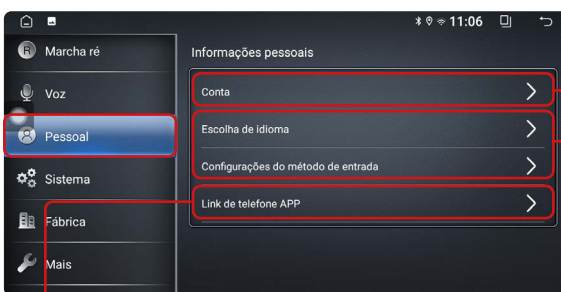 11:06
R Marcha ré
Informações pessoais
Voz
Conta
Pessoal
Escolha de idioma
Sistema
Configurações do método de entrada
Fábrica
Link de telefone APP
Mais